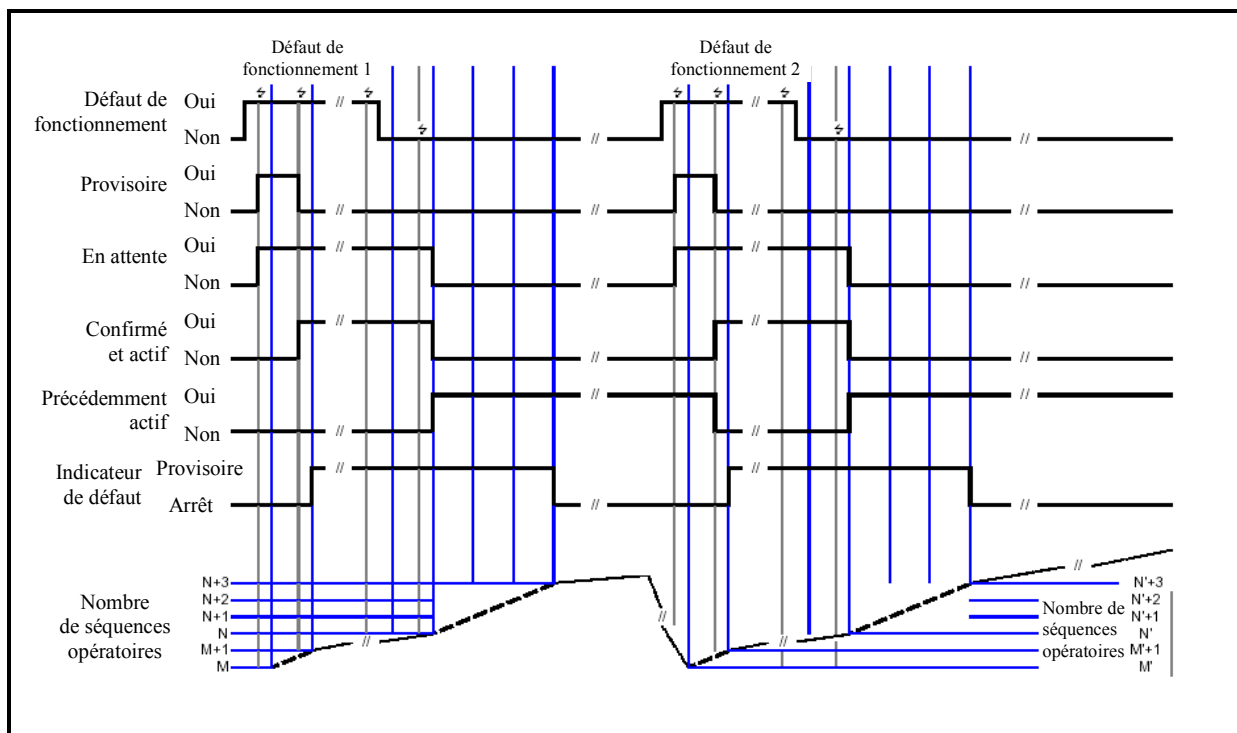 Défaut de
fonctionnement 1
Défaut de
fonctionnement 2
Défaut de
fonctionnement
Oui
Non
Provisoire
Oui
Non
En attente
Oui
Non
Confirmé
et actif
Oui
Non
Précédemment
actif
Oui
Non
Indicateur
de défaut
Provisoire
Arrêt
Nombre
de séquences
opératoires
N+3
N+2
N+1
N
M+1
M
Nombre de
séquences
opératoires
N'+3
N'+2
N'+1
N'
M'+1
M'